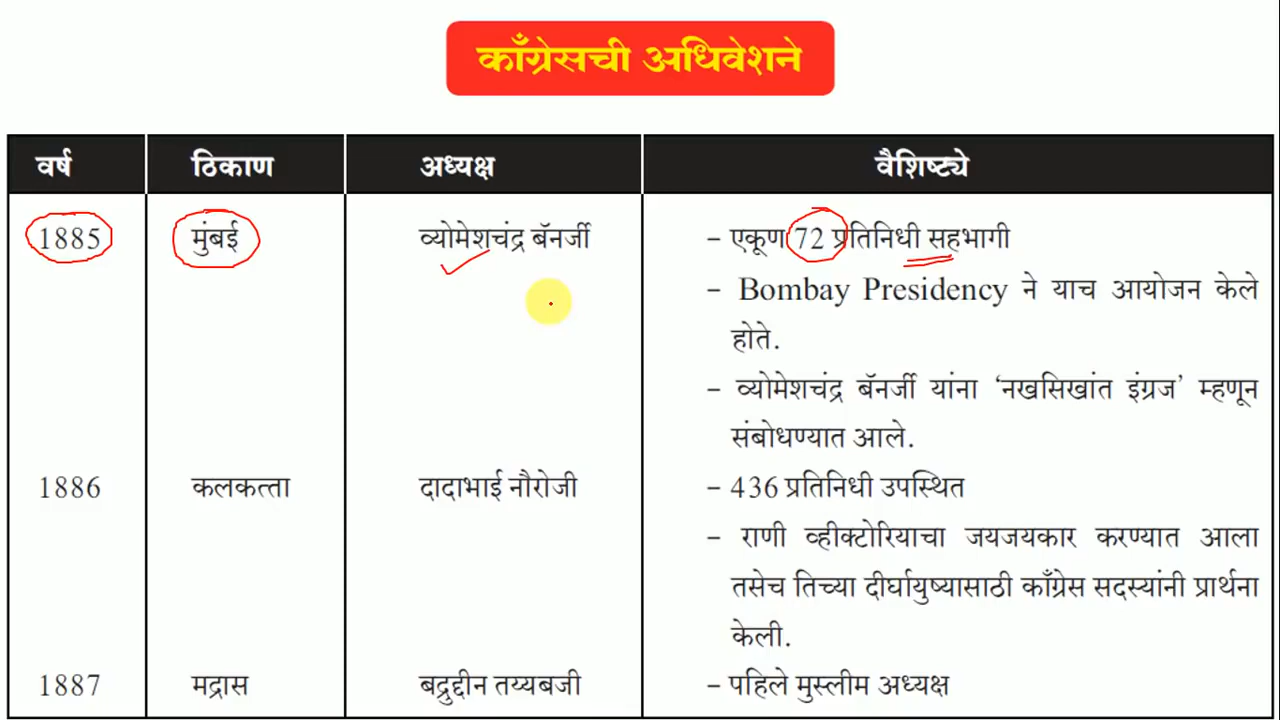 काँग्रेसची अधिवेशने
वर्ष ठिकाण अध्यक्ष वैशिष्ट्ये
1885 मुंबई व्योमेशचंद्र बॅनर्जी – एकूण 72 प्रतिनिधी सहभागी
– Bombay Presidency ने याच आयोजन केले
होते.
– व्योमेशचंद्र बॅनर्जी यांना ‘नखसिखांत इंग्रज’ म्हणून
संबोधण्यात आले.
1886 कलकत्ता दादाभाई नौरोजी – 436 प्रतिनिधी उपस्थित
– राणी व्हीक्टोरियाचा जयजयकार करण्यात आला
तसेच तिच्या दीर्घायुष्यासाठी काँग्रेस सदस्यांनी प्रार्थना
केली.
1887 मद्रास बद्रुद्दीन तय्यबजी – पहिले मुस्लीम अध्यक्ष